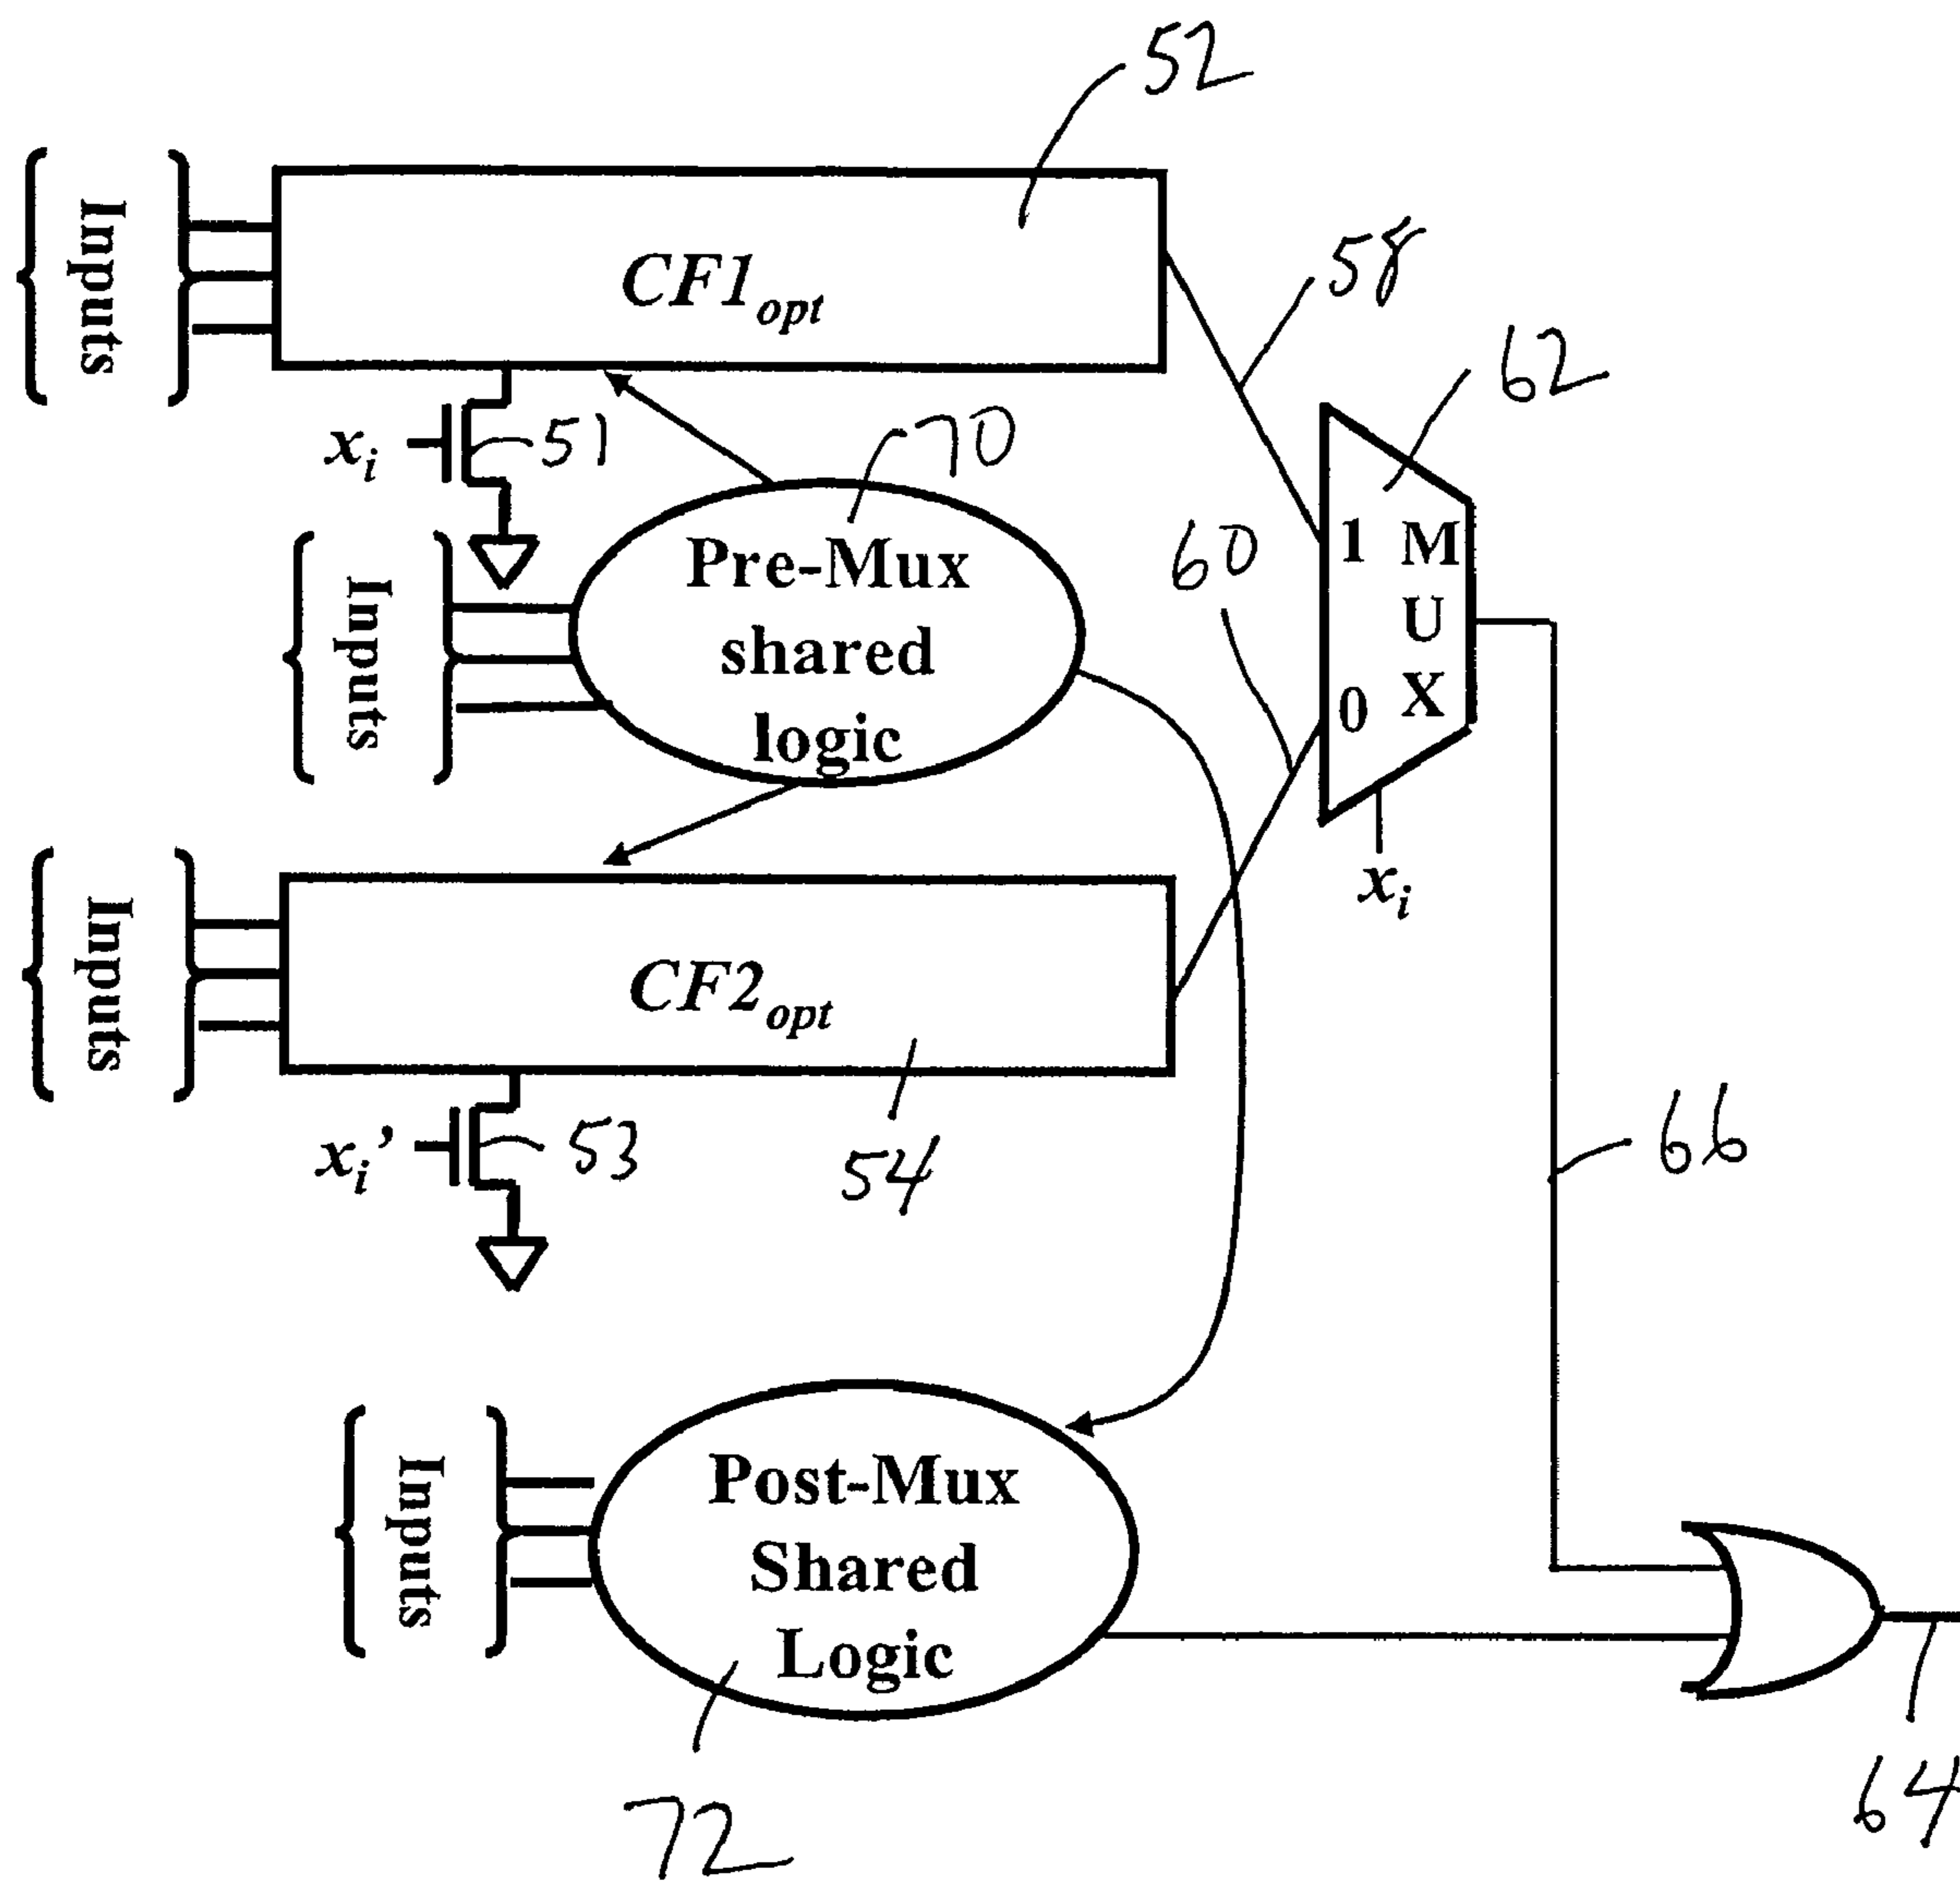 52
Inputs
CF1opt
58
62
xi
51
70
60
Inputs
Pre-Mux
shared
logic
1 M
U
0 X
xi
Inputs
CF2opt
xi’
53
54
66
Inputs
Post-Mux
Shared
Logic
72
64